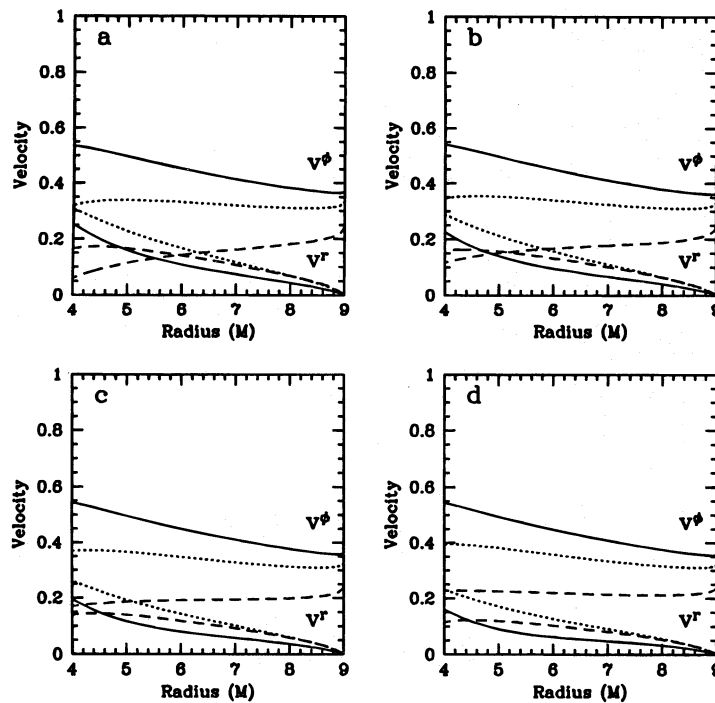 1
a
0.8
Velocity
0.6
0.4
0.2
0
V^ϕ
V^r
4 5 6 7 8 9
Radius (M)
1
b
0.8
Velocity
0.6
0.4
0.2
0
V^ϕ
V^r
4 5 6 7 8 9
Radius (M)
1
c
0.8
Velocity
0.6
0.4
0.2
0
V^ϕ
V^r
4 5 6 7 8 9
Radius (M)
1
d
0.8
Velocity
0.6
0.4
0.2
0
V^ϕ
V^r
4 5 6 7 8 9
Radius (M)